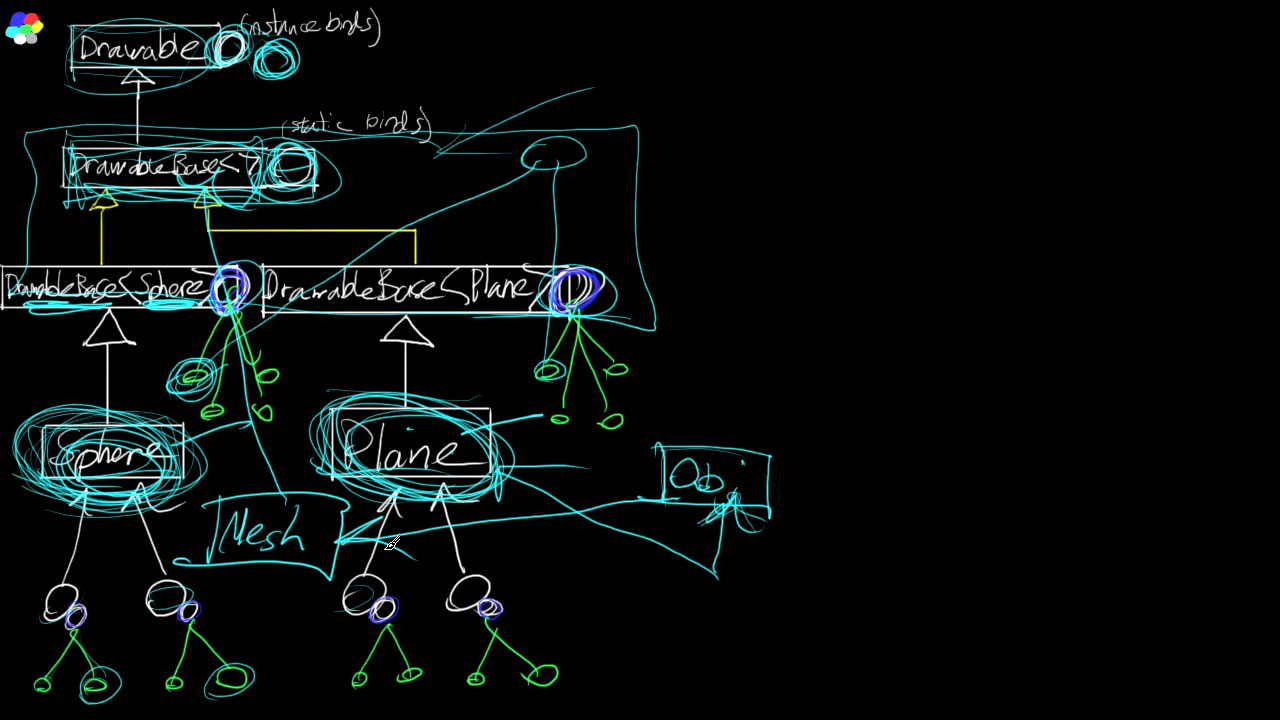 Drawable (instance binds)
(static binds)
DrawableBase<>
DrawableBase<Sphere>
DrawableBase<Plane>
Sphere
Plane
Obj
Mesh